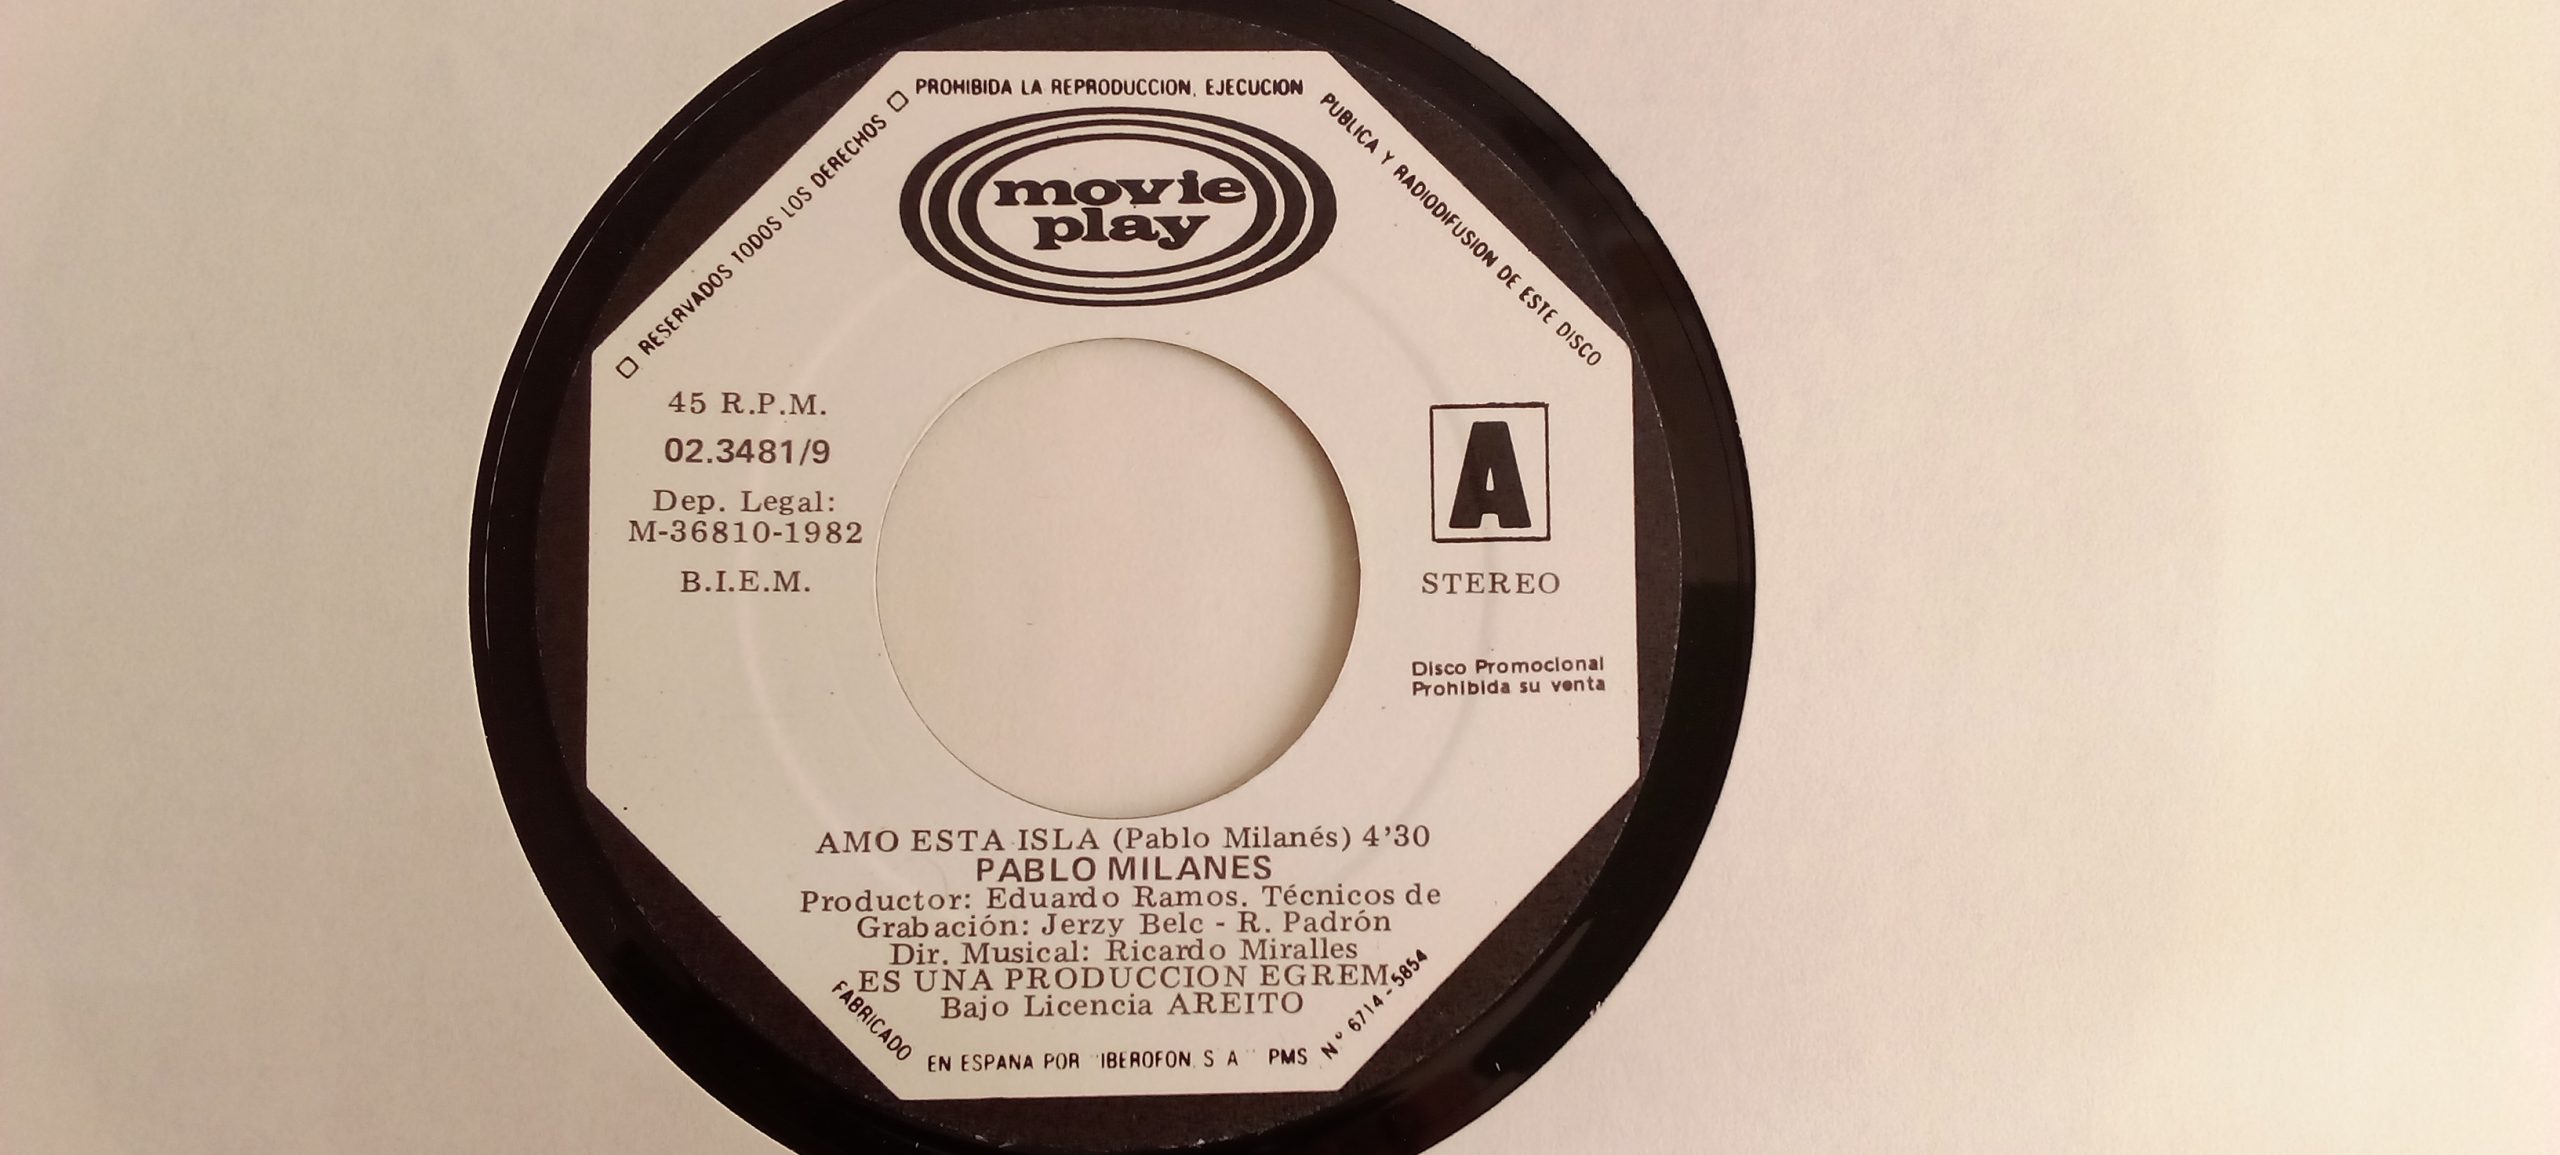 □ RESERVADOS TODOS LOS DERECHOS □ PROHIBIDA LA REPRODUCCION, EJECUCION PUBLICA Y RADIODIFUSION DE ESTE DISCO
movie
play
45 R.P.M.
02.3481/9
Dep. Legal:
M-36810-1982
B.I.E.M.
A
STEREO
Disco Promocional
Prohibida su venta
AMO ESTA ISLA (Pablo Milanés) 4'30
PABLO MILANES
Productor: Eduardo Ramos. Técnicos de
Grabación: Jerzy Belc - R. Padrón
Dir. Musical: Ricardo Miralles
ES UNA PRODUCCION EGREM
Bajo Licencia AREITO
FABRICADO EN ESPANA POR "IBEROFON, S A" PMS Nº 6714-5854